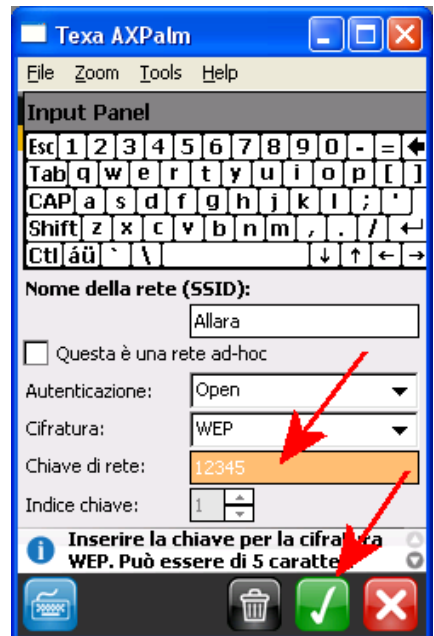 Texa AXPalm
File Zoom Tools Help
Input Panel
Esc 1 2 3 4 5 6 7 8 9 0 - =
Tab q w e r t y u i o p [ ]
CAP a s d f g h j k l ; '
Shift z x c v b n m , . /
Ctl áü ` \
Nome della rete (SSID):
Allara
Questa è una rete ad-hoc
Autenticazione: Open
Cifratura: WEP
Chiave di rete: 12345
Indice chiave: 1
Inserire la chiave per la cifratura
WEP. Può essere di 5 caratte